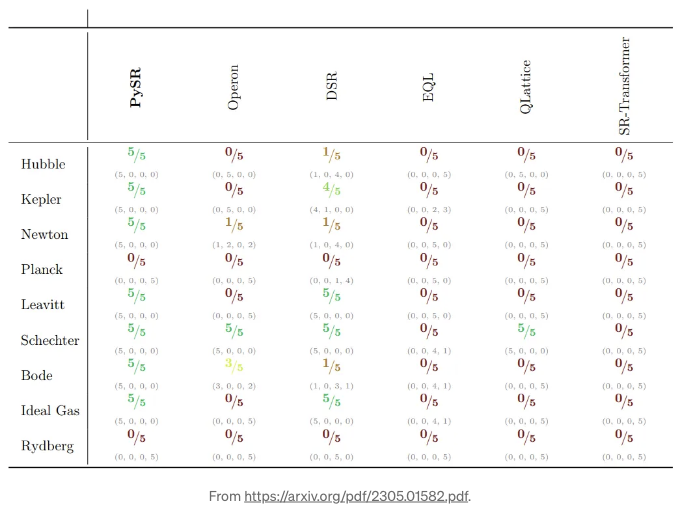 PySR Operon DSR EQL QLattice SR-Transformer
Hubble 5/5 0/5 1/5 0/5 0/5 0/5
(5, 0, 0, 0) (0, 5, 0, 0) (1, 0, 4, 0) (0, 0, 0, 5) (0, 5, 0, 0) (0, 0, 0, 5)
Kepler 5/5 0/5 4/5 0/5 0/5 0/5
(5, 0, 0, 0) (0, 5, 0, 0) (4, 1, 0, 0) (0, 0, 2, 3) (0, 0, 0, 5) (0, 0, 0, 5)
Newton 5/5 1/5 1/5 0/5 0/5 0/5
(5, 0, 0, 0) (1, 2, 0, 2) (1, 0, 4, 0) (0, 0, 5, 0) (0, 0, 0, 5) (0, 0, 0, 5)
Planck 0/5 0/5 0/5 0/5 0/5 0/5
(0, 0, 0, 5) (0, 0, 0, 5) (0, 0, 1, 4) (0, 0, 5, 0) (0, 0, 0, 5) (0, 0, 0, 5)
Leavitt 5/5 0/5 5/5 0/5 0/5 0/5
(5, 0, 0, 0) (0, 0, 0, 5) (5, 0, 0, 0) (0, 0, 5, 0) (0, 0, 0, 5) (0, 0, 0, 5)
Schechter 5/5 5/5 5/5 0/5 5/5 0/5
(5, 0, 0, 0) (5, 0, 0, 0) (5, 0, 0, 0) (0, 0, 4, 1) (5, 0, 0, 0) (0, 0, 0, 5)
Bode 5/5 3/5 1/5 0/5 0/5 0/5
(5, 0, 0, 0) (3, 0, 0, 2) (1, 0, 3, 1) (0, 0, 4, 1) (0, 0, 0, 5) (0, 0, 0, 5)
Ideal Gas 5/5 0/5 5/5 0/5 0/5 0/5
(5, 0, 0, 0) (0, 0, 0, 5) (5, 0, 0, 0) (0, 0, 4, 1) (0, 0, 0, 5) (0, 0, 0, 5)
Rydberg 0/5 0/5 0/5 0/5 0/5 0/5
(0, 0, 0, 5) (0, 0, 0, 5) (0, 0, 5, 0) (0, 0, 0, 5) (0, 0, 0, 5) (0, 0, 0, 5)
From https://arxiv.org/pdf/2305.01582.pdf.